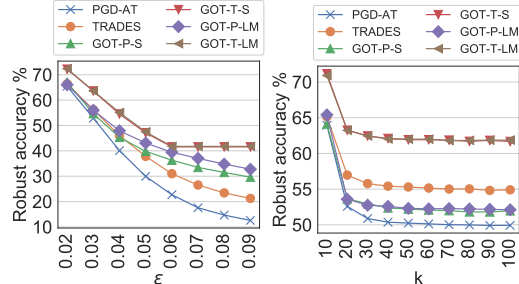 PGD-AT
TRADES
GOT-P-S
GOT-T-S
GOT-P-LM
GOT-T-LM
Robust accuracy %
70
60
50
40
30
20
10
0.02
0.03
0.04
0.05
0.06
0.07
0.08
0.09
ε
PGD-AT
TRADES
GOT-P-S
GOT-T-S
GOT-P-LM
GOT-T-LM
Robust accuracy %
70
65
60
55
50
10
20
30
40
50
60
70
80
90
100
k